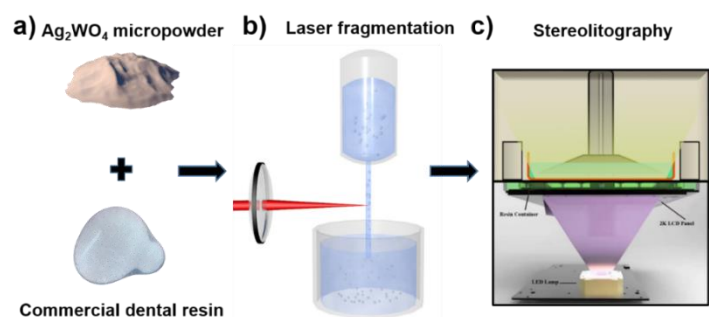 a) Ag₂WO₄ micropowder
b) Laser fragmentation
c) Stereolitography
+
Commercial dental resin
Resin Container
2K LCD Panel
LED Lamp